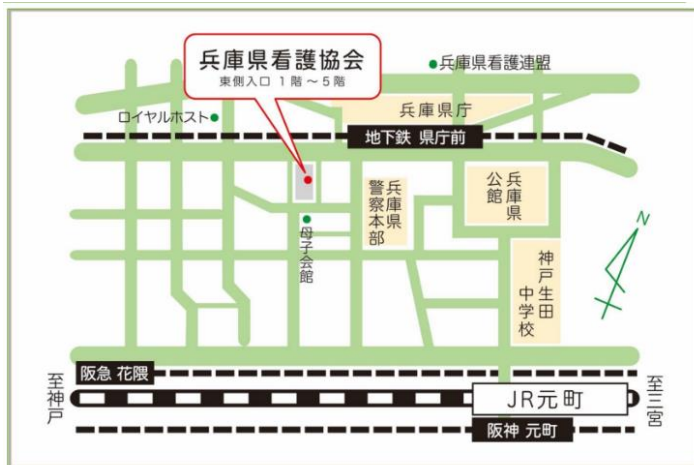 兵庫県看護協会
東側入口 1階～5階
兵庫県看護連盟
兵庫県庁
ロイヤルホスト
地下鉄 県庁前
兵庫県
警察本部
兵庫県
公館
母子会館
N
神戸生田
中学校
阪急 花隈
至神戸
JR元町
至三宮
阪神 元町